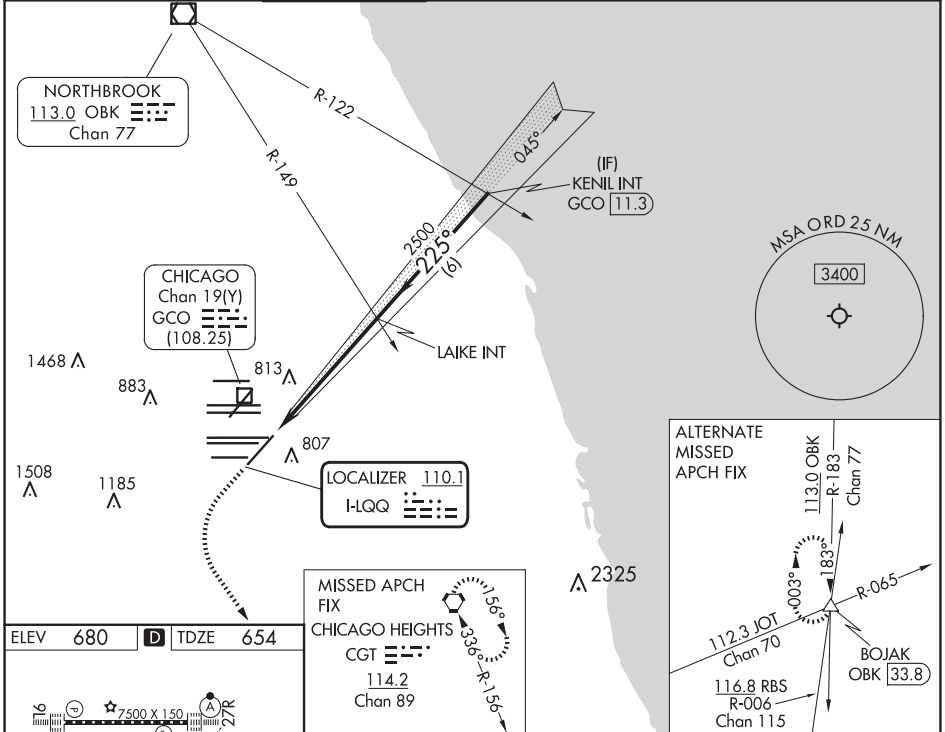 NORTHBROOK
113.0 OBK
Chan 77
R-122
R-149
045°
(IF)
KENIL INT
GCO 11.3
2500
225°
(6)
MSA ORD 25 NM
3400
CHICAGO
Chan 19(Y)
GCO
(108.25)
LAIKE INT
1468
883
813
807
1508
1185
LOCALIZER 110.1
I-LQQ
2325
ALTERNATE
MISSED
APCH FIX
113.0 OBK
R-183
Chan 77
003°
183°
R-065
112.3 JOT
Chan 70
BOJAK
OBK 33.8
116.8 RBS
R-006
Chan 115
MISSED APCH
FIX
CHICAGO HEIGHTS
CGT
114.2
Chan 89
156°
336°
R-156
ELEV 680 D TDZE 654
9L
P
7500 X 150
A
27R